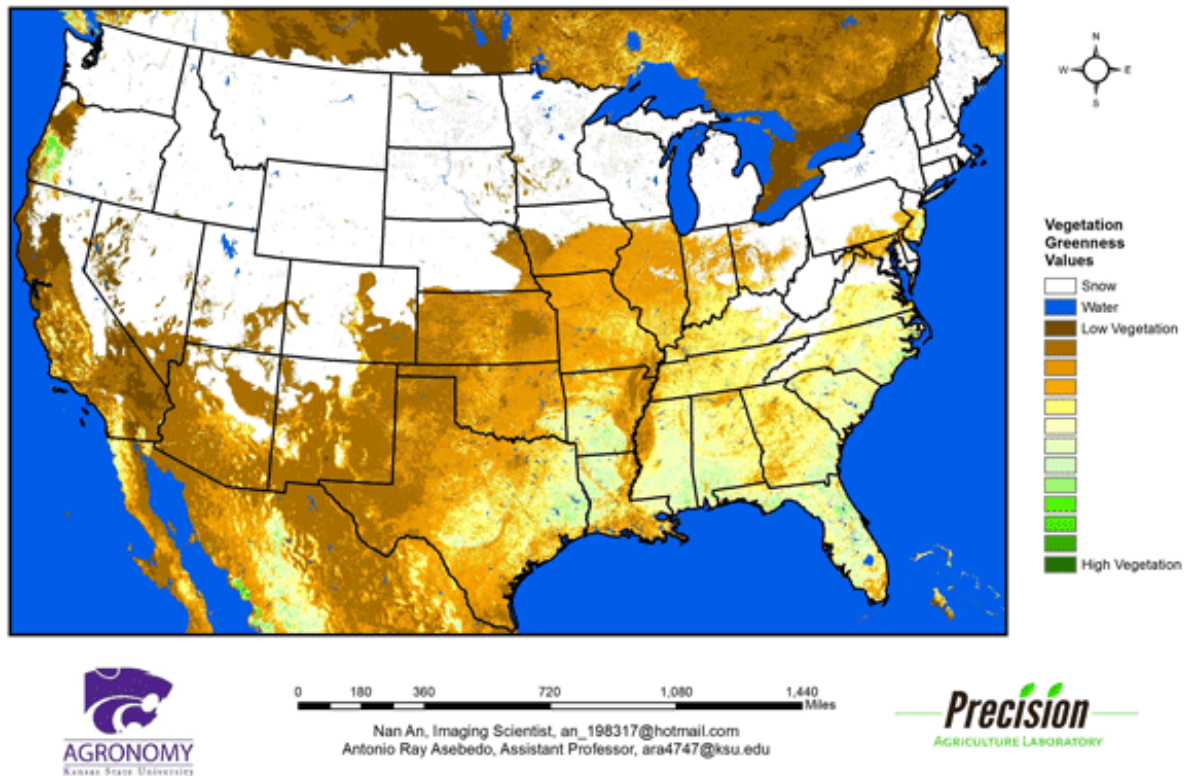 N
W
E
S
Vegetation
Greenness
Values
Snow
Water
Low Vegetation
High Vegetation
0 180 360 720 1,080 1,440
Miles
Nan An, Imaging Scientist, an_198317@hotmail.com
Antonio Ray Asebedo, Assistant Professor, ara4747@ksu.edu
AGRONOMY
Kansas State University
Precision
AGRICULTURE LABORATORY